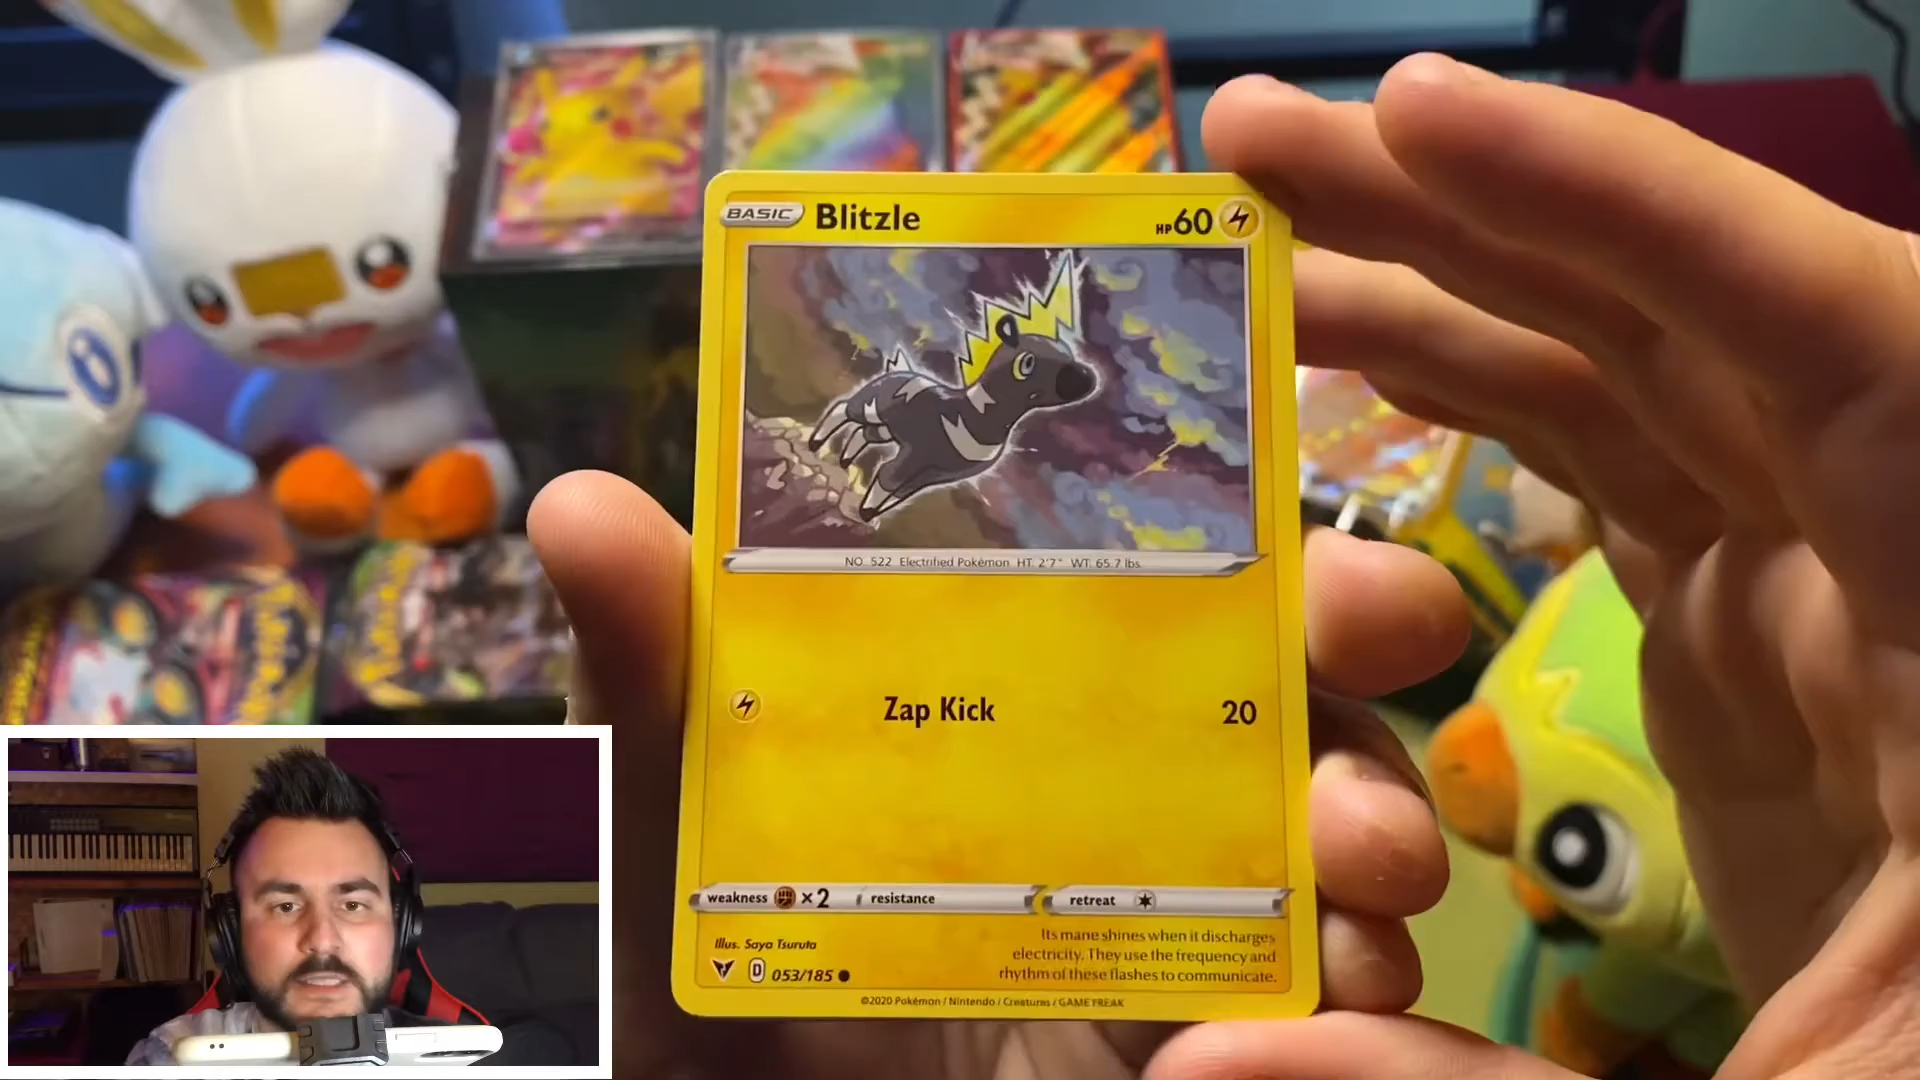 BASIC Blitzle HP 60
NO. 522 Electrified Pokémon HT. 2'7" WT. 65.7 lbs.
Zap Kick 20
weakness ×2 resistance retreat
Illus. Saya Tsuruta
D 053/185
Its mane shines when it discharges
electricity. They use the frequency and
rhythm of these flashes to communicate.
©2020 Pokémon / Nintendo / Creatures / GAME FREAK